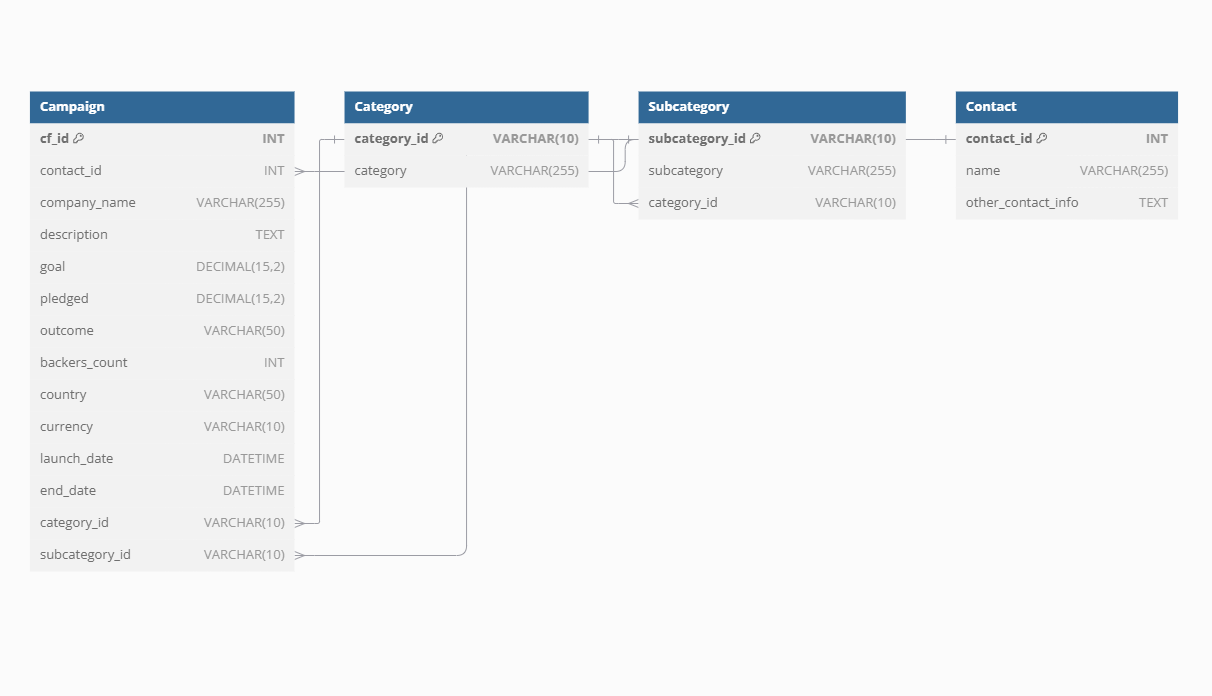 Campaign
cf_id INT
contact_id INT
company_name VARCHAR(255)
description TEXT
goal DECIMAL(15,2)
pledged DECIMAL(15,2)
outcome VARCHAR(50)
backers_count INT
country VARCHAR(50)
currency VARCHAR(10)
launch_date DATETIME
end_date DATETIME
category_id VARCHAR(10)
subcategory_id VARCHAR(10)
Category
category_id VARCHAR(10)
category VARCHAR(255)
Subcategory
subcategory_id VARCHAR(10)
subcategory VARCHAR(255)
category_id VARCHAR(10)
Contact
contact_id INT
name VARCHAR(255)
other_contact_info TEXT